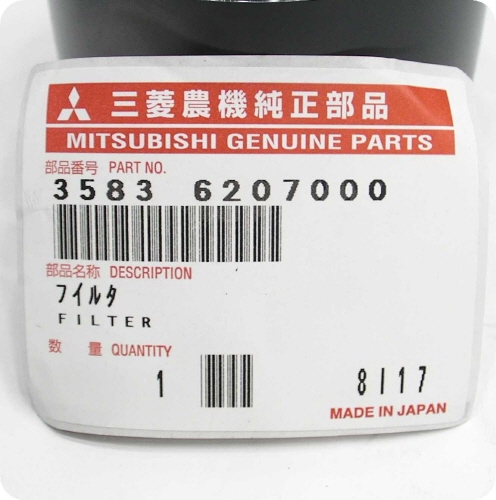 三菱農機純正部品
MITSUBISHI GENUINE PARTS
部品番号 PART NO.
3583 6207000
部品名称 DESCRIPTION
フイルタ
FILTER
数 量 QUANTITY
1 8I17
MADE IN JAPAN